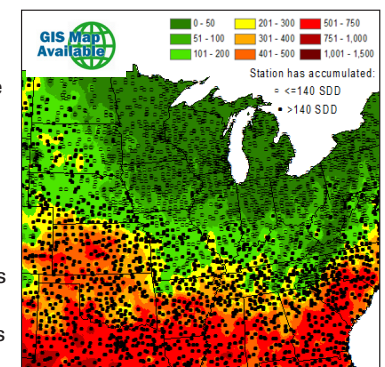 GIS Map
Available
0 - 50
201 - 300
501 - 750
51 - 100
301 - 400
751 - 1,000
101 - 200
401 - 500
1,001 - 1,500
Station has accumulated:
<=140 SDD
>140 SDD
e
s
s